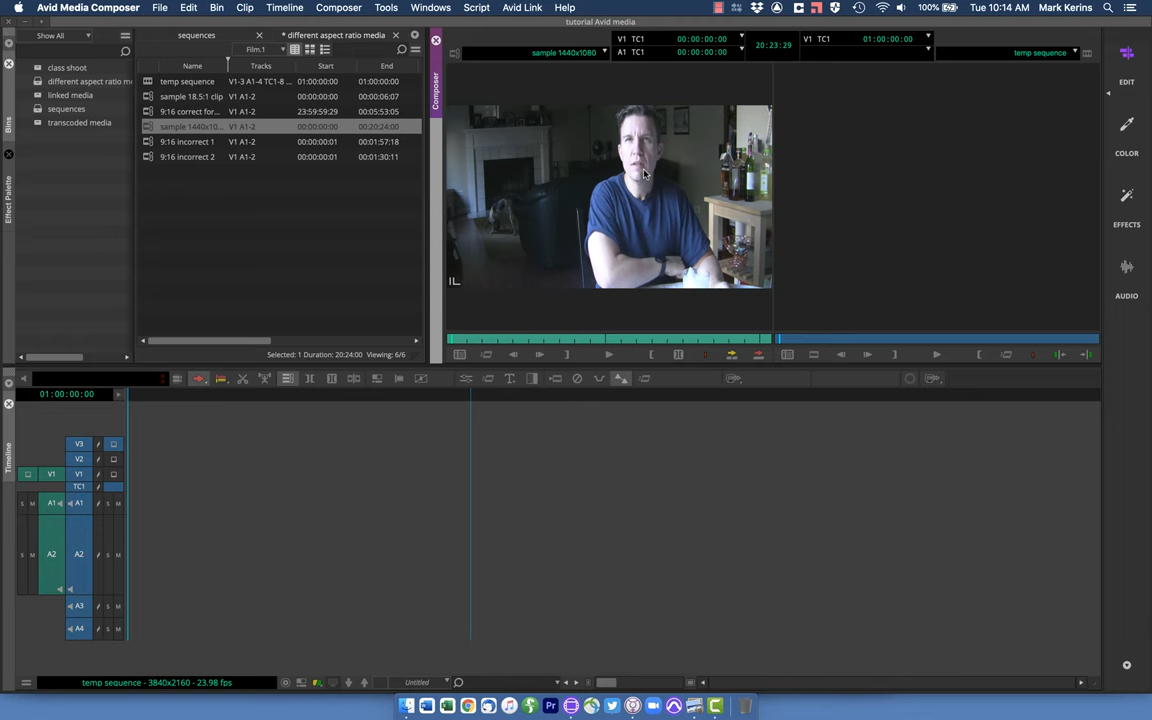 Avid Media Composer File Edit Bin Clip Timeline Composer Tools Windows Script Avid Link Help 100% Tue 10:14 AM Mark Kerins
tutorial Avid media
Show All
class shoot
different aspect ratio m
linked media
sequences
transcoded media
Bins
Effect Palette
sequences * different aspect ratio media
Film.1
Name Tracks Start End
temp sequence V1-3 A1-4 TC1-8 ... 01:00:00:00 01:00:00:00
sample 18.5:1 clip V1 A1-2 00:00:00:00 00:00:06:07
9:16 correct for... V1 A1-2 23:59:59:29 00:05:53:05
sample 1440x10... V1 A1-2 00:00:00:00 00:20:24:00
9:16 incorrect 1 V1 A1-2 00:00:00:01 00:01:57:18
9:16 incorrect 2 V1 A1-2 00:00:00:01 00:01:30:11
Selected: 1 Duration: 20:24:00 Viewing: 6/6
Composer
sample 1440x1080
V1 TC1 00:00:00:00
A1 TC1 00:00:00:00
20:23:29
V1 TC1 01:00:00:00
temp sequence
IL
EDIT
COLOR
EFFECTS
AUDIO
01:00:00:00
Timeline
V3
V2
V1 V1
TC1
S M A1 A1 S M
S M A2 A2 S M
A3 S M
A4 S M
temp sequence - 3840x2160 - 23.98 fps
Untitled
W
X
Pr